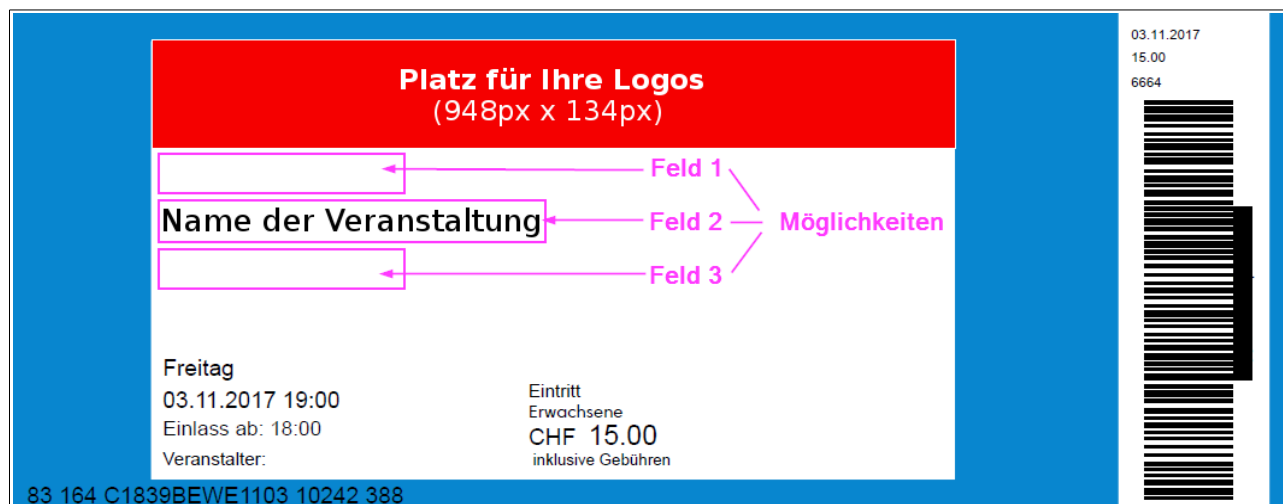 Platz für Ihre Logos
(948px x 134px)
Feld 1
Name der Veranstaltung
Feld 2
Möglichkeiten
Feld 3
Freitag
03.11.2017 19:00
Einlass ab: 18:00
Veranstalter:
Eintritt
Erwachsene
CHF 15.00
inklusive Gebühren
83 164 C1839BEWE1103 10242 388
03.11.2017
15.00
6664